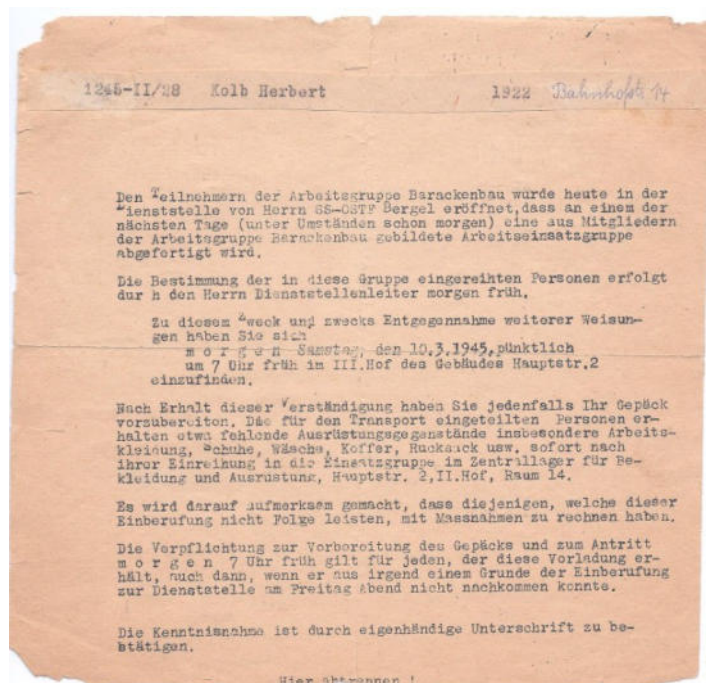 1245-II/28 Kolb Herbert 1922 Bahnhofstr 14
Den Teilnehmern der Arbeitsgruppe Barackenbau wurde heute in der
Dienststelle von Herrn SS-OSTF Bergel eröffnet,dass an einem der
nächsten Tage (unter Umständen schon morgen) eine aus Mitgliedern
der Arbeitsgruppe Barackenbau gebildete Arbeitseinsatzgruppe
abgefertigt wird.
Die Bestimmung der in diese Gruppe eingereihten Personen erfolgt
dur h den Herrn Dienststellenleiter morgen früh.
Zu diesem Zweck und zwecks Entgegennahme weiterer Weisun-
gen haben Sie sich
m o r g e n Samstag, den 10.3.1945,pünktlich
um 7 Uhr früh im III.Hof des Gebäudes Hauptstr.2
einzufinden.
Nach Erhalt dieser Verständigung haben Sie jedenfalls Ihr Gepäck
vorzubereiten. Die für den Transport eingeteilten Personen er-
halten etwa fehlende Ausrüstungsgegenstände insbesondere Arbeits-
kleidung, Schuhe, Wäsche, Koffer, Rucksack usw. sofort nach
ihrer Einreihung in die Einsatzgruppe im Zentrallager für Be-
kleidung und Ausrüstung, Hauptstr. 2,II.Hof, Raum 14.
Es wird darauf aufmerksam gemacht, dass diejenigen, welche dieser
Einberufung nicht Folge leisten, mit Massnahmen zu rechnen haben.
Die Verpflichtung zur Vorbereitung des Gepäcks und zum Antritt
m o r g e n 7 Uhr früh gilt für jeden, der diese Vorladung er-
hält, auch dann, wenn er aus irgend einem Grunde der Einberufung
zur Dienststelle am Freitag Abend nicht nachkommen konnte.
Die Kenntnisnahme ist durch eigenhändige Unterschrift zu be-
stätigen.
Hier abtrennen !